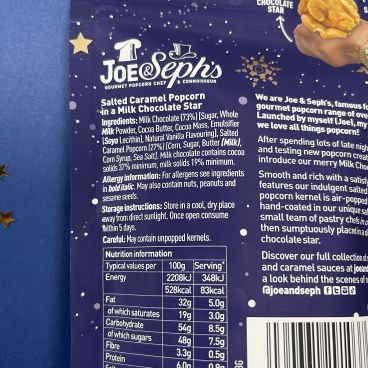 CHOCOLATE
STAR
JOE & Seph's
GOURMET POPCORN CHEF & CONNOISSEUR
Salted Caramel Popcorn
in a Milk Chocolate Star
Ingredients: Milk Chocolate (73%) (Sugar, Whole
Milk Powder, Cocoa Butter, Cocoa Mass, Emulsifier
(Soya Lecithin), Natural Vanilla Flavouring), Salted
Caramel Popcorn (27%) (Corn, Sugar, Butter (Milk),
Corn Syrup, Sea Salt). Milk chocolate contains cocoa
solids 37% minimum, milk solids 19% minimum.
Allergy information: For allergens see ingredients
in bold italic. May also contain nuts, peanuts and
sesame seeds.
Storage instructions: Store in a cool, dry place
away from direct sunlight. Once open consume
within 5 days.
Careful: May contain unpopped kernels.
Nutrition information
Typical values per 100g Serving*
Energy 2208kJ 348kJ
528kcal 83kcal
Fat 32g 5.0g
of which saturates 19g 3.0g
Carbohydrate 54g 8.5g
of which sugars 48g 7.5g
Fibre 3.3g 0.5g
Protein 6.0g 0.9g
We are Joe & Seph's, famous fo
gourmet popcorn range of ove
Launched by myself (Joe), my
we love all things popcorn!
After spending lots of late nigh
and testing new popcorn creat
introduce our merry Milk Choc
Smooth and rich with a satisfy
features our indulgent salted
popcorn kernel is air-popped
hand-coated in our unique sal
small team of pastry chefs in
then sumptuously placed in a d
chocolate star.
Discover our full collection of
and caramel sauces at joeand
a look behind the scenes of
@joeandseph